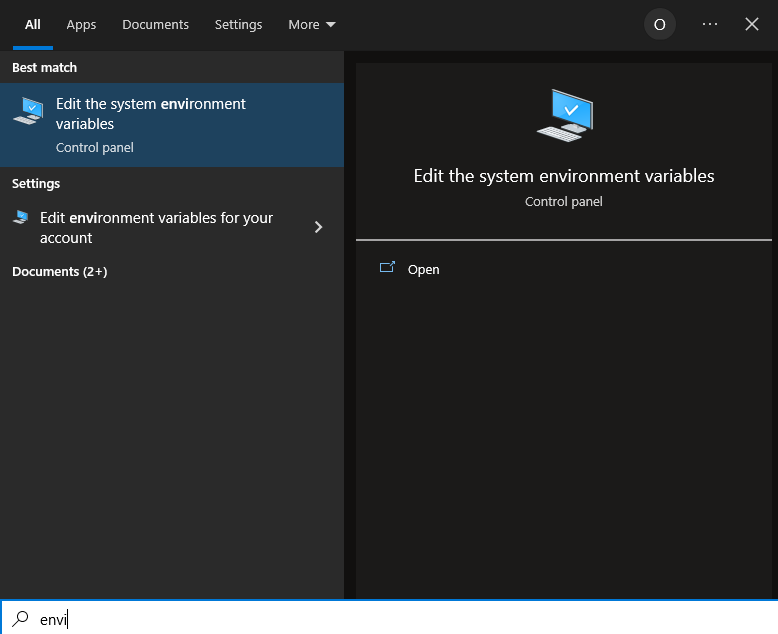 All Apps Documents Settings More O
Best match
Edit the system environment
variables
Control panel
Settings
Edit environment variables for your
account
Documents (2+)
Edit the system environment variables
Control panel
Open
envi